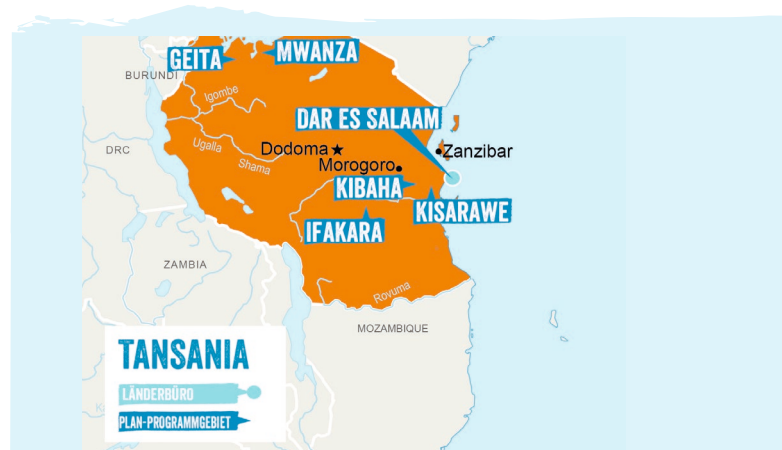 GEITA
MWANZA
BURUNDI
Igombe
DAR ES SALAAM
DRC
Ugalla
Shama
Dodoma
Zanzibar
Morogoro
KIBAHA
KISARAWE
IFAKARA
ZAMBIA
Rovuma
MOZAMBIQUE
TANSANIA
LÄNDERBÜRO
PLAN-PROGRAMMGEBIET